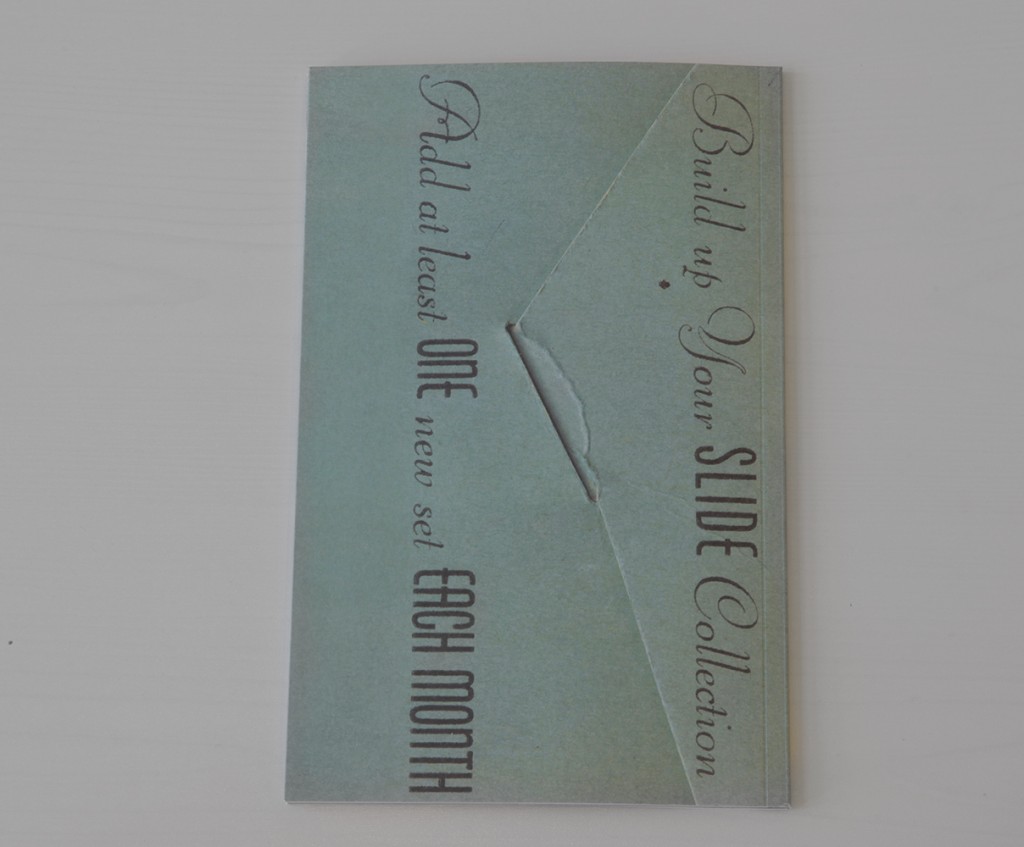 Build up Your SLIDE Collection
Add at least ONE new set EACH MONTH